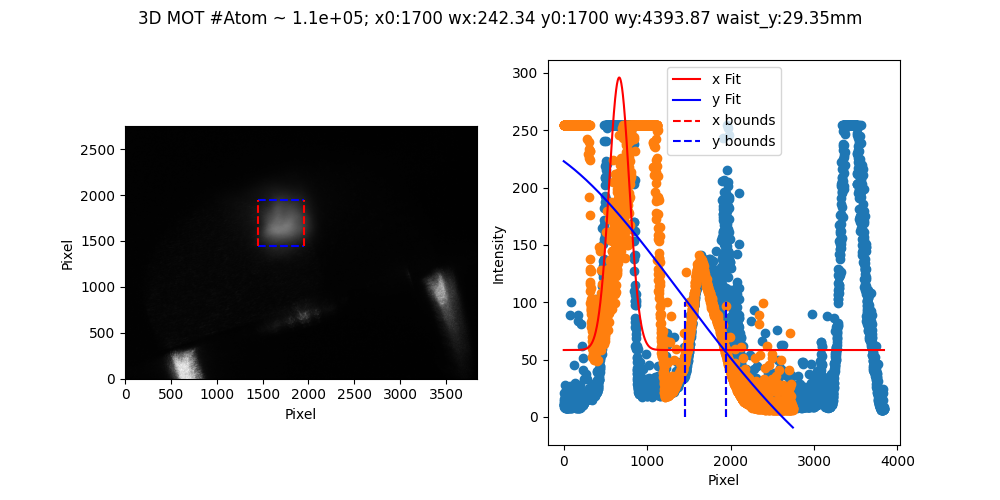 3D MOT #Atom ~ 1.1e+05; x0:1700 wx:242.34 y0:1700 wy:4393.87 waist_y:29.35mm
Pixel
2500
2000
1500
1000
500
0
0 500 1000 1500 2000 2500 3000 3500
Pixel
Intensity
300
250
200
150
100
50
0
0 1000 2000 3000 4000
Pixel
x Fit
y Fit
x bounds
y bounds